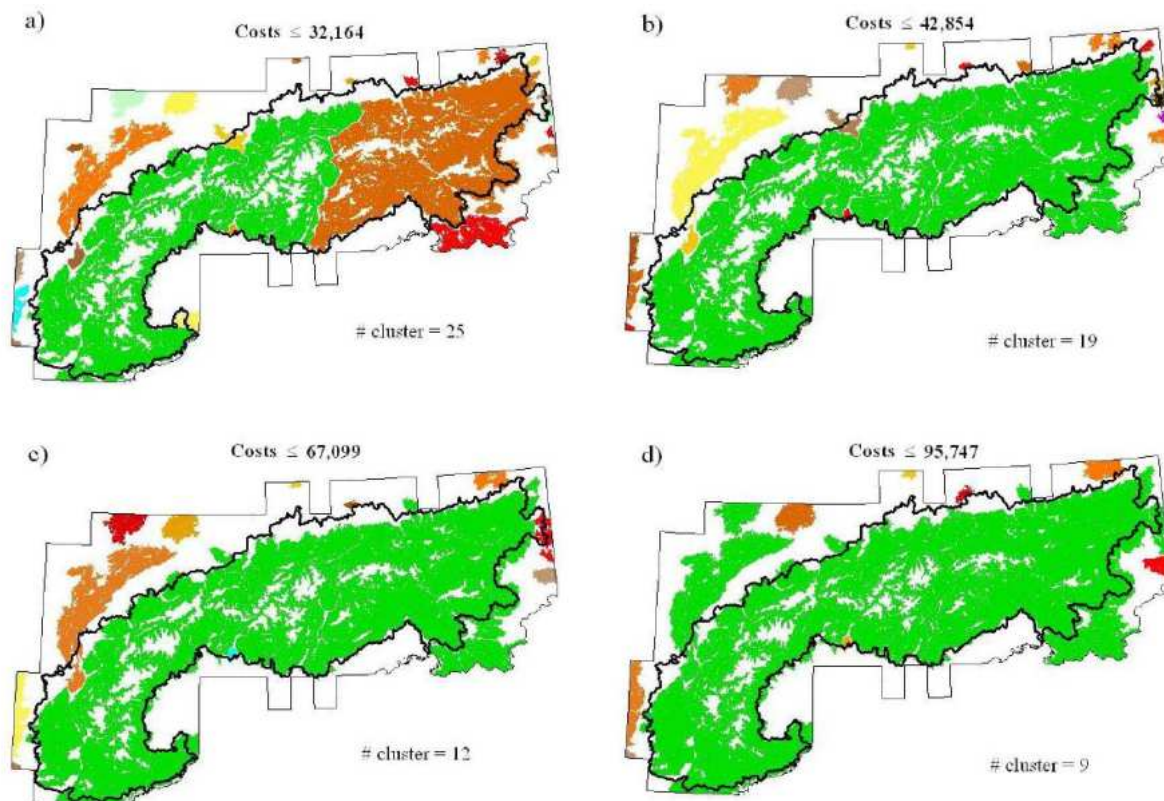 a)
Costs ≤ 32,164
# cluster = 25
b)
Costs ≤ 42,854
# cluster = 19
c)
Costs ≤ 67,099
# cluster = 12
d)
Costs ≤ 95,747
# cluster = 9